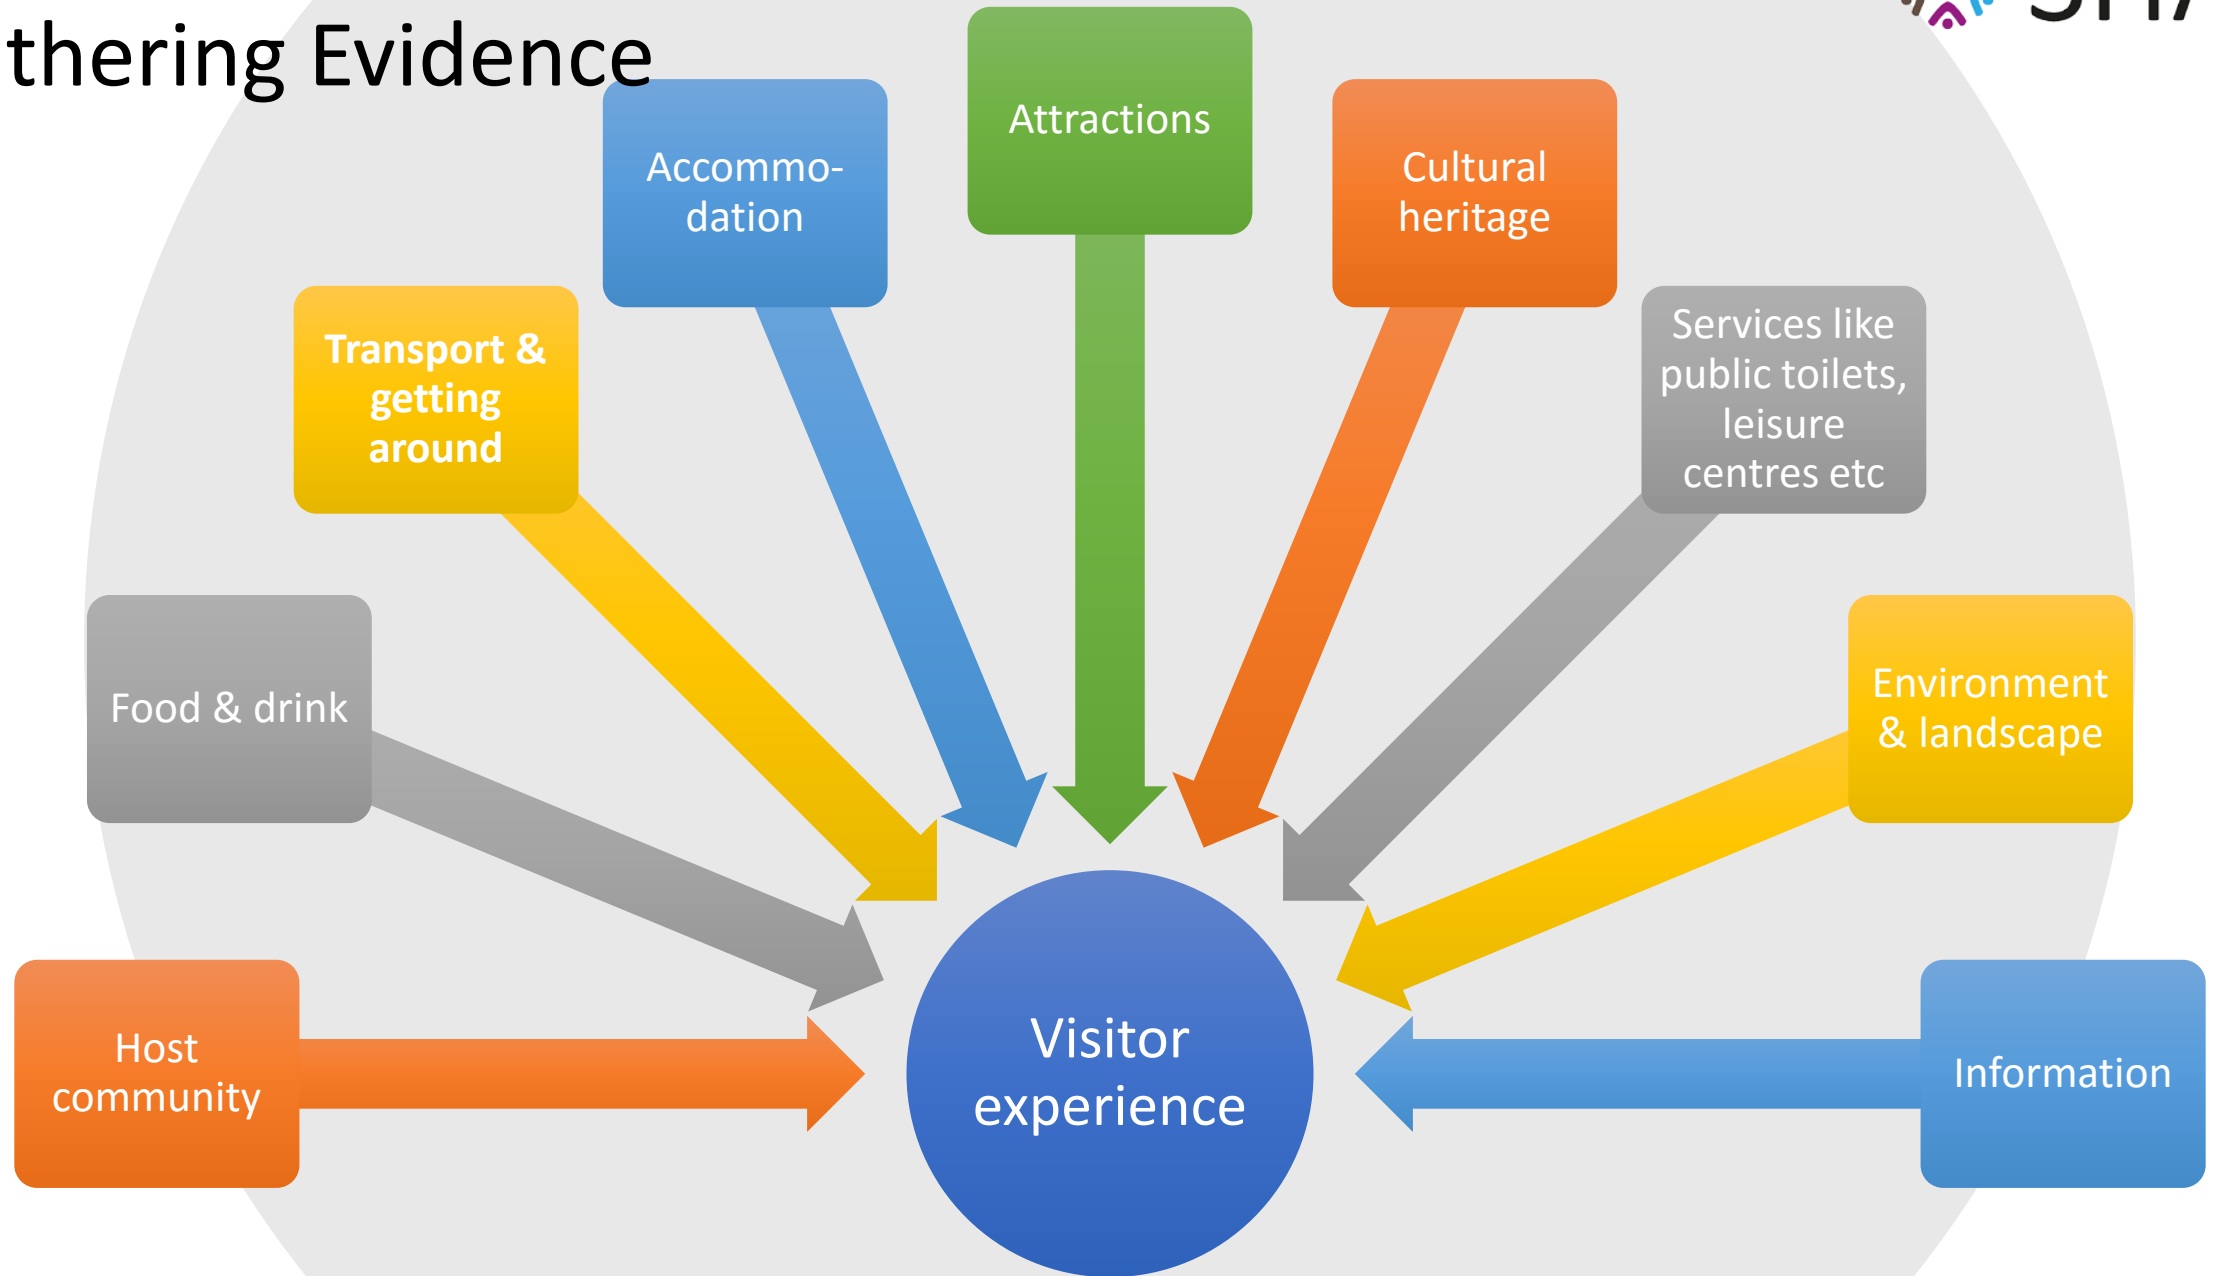 thering Evidence
Attractions
Accommo-
dation
Cultural
heritage
Transport &
getting
around
Services like
public toilets,
leisure
centres etc
Food & drink
Environment
& landscape
Host
community
Visitor
experience
Information